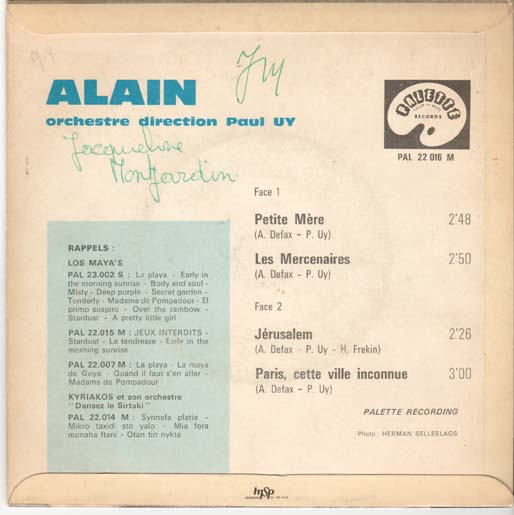 ALAIN
orchestre direction Paul UY
Jacqueline
Montjardin
PALETTE
RECORDS
PAL 22 016 M
Face 1
Petite Mère 2'48
(A. Defax - P. Uy)
Les Mercenaires 2'50
(A. Defax - P. Uy)
Face 2
Jérusalem 2'26
(A. Defax - P. Uy - H. Frekin)
Paris, cette ville inconnue 3'00
(A. Defax - P. Uy)
PALETTE RECORDING
Photo : HERMAN SELLESLAGS
RAPPELS :
LOS MAYA'S
PAL 23.002 S : La playa - Early in
the morning sunrise - Body and soul -
Misty - Deep purple - Secret garden -
Tenderly - Madame de Pompadour - El
primo suspiro - Over the rainbow -
Stardust - A pretty little girl
PAL 22.015 M : JEUX INTERDITS -
Stardust - La tendresse - Early in the
morning sunrise
PAL 22.007 M : La playa - La maya
de Goya - Quand il faut s'en aller -
Madame de Pompadour
KYRIAKOS et son orchestre
"Dansez le Sirtaki"
PAL 22.014 M : Synnefa platia -
Mikro taxidi sto yalo - Mia fora
monaha ftani - Otan tin nykta